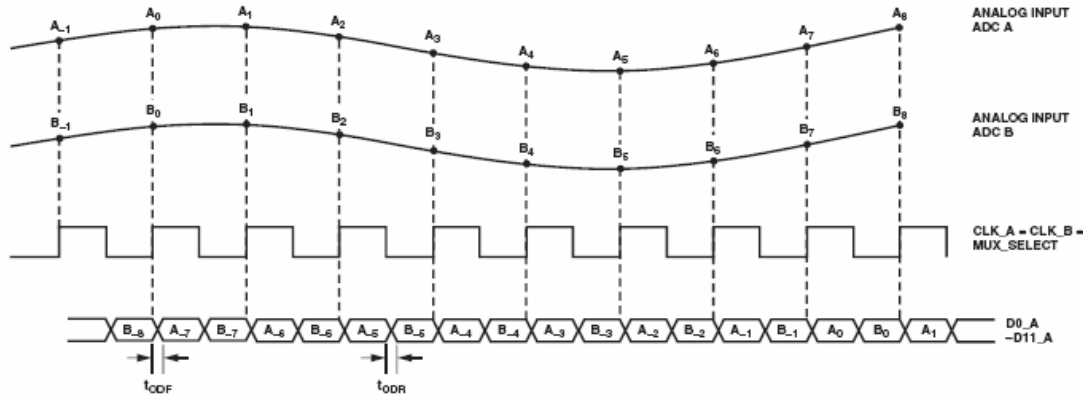 A–1 A0 A1 A2 A3 A4 A5 A6 A7 A8
ANALOG INPUT
ADC A
B–1 B0 B1 B2 B3 B4 B5 B6 B7 B8
ANALOG INPUT
ADC B
CLK_A = CLK_B =
MUX_SELECT
B–8 A–7 B–7 A–6 B–6 A–5 B–5 A–4 B–4 A–3 B–3 A–2 B–2 A–1 B–1 A0 B0 A1
D0_A
–D11_A
tODF tODR